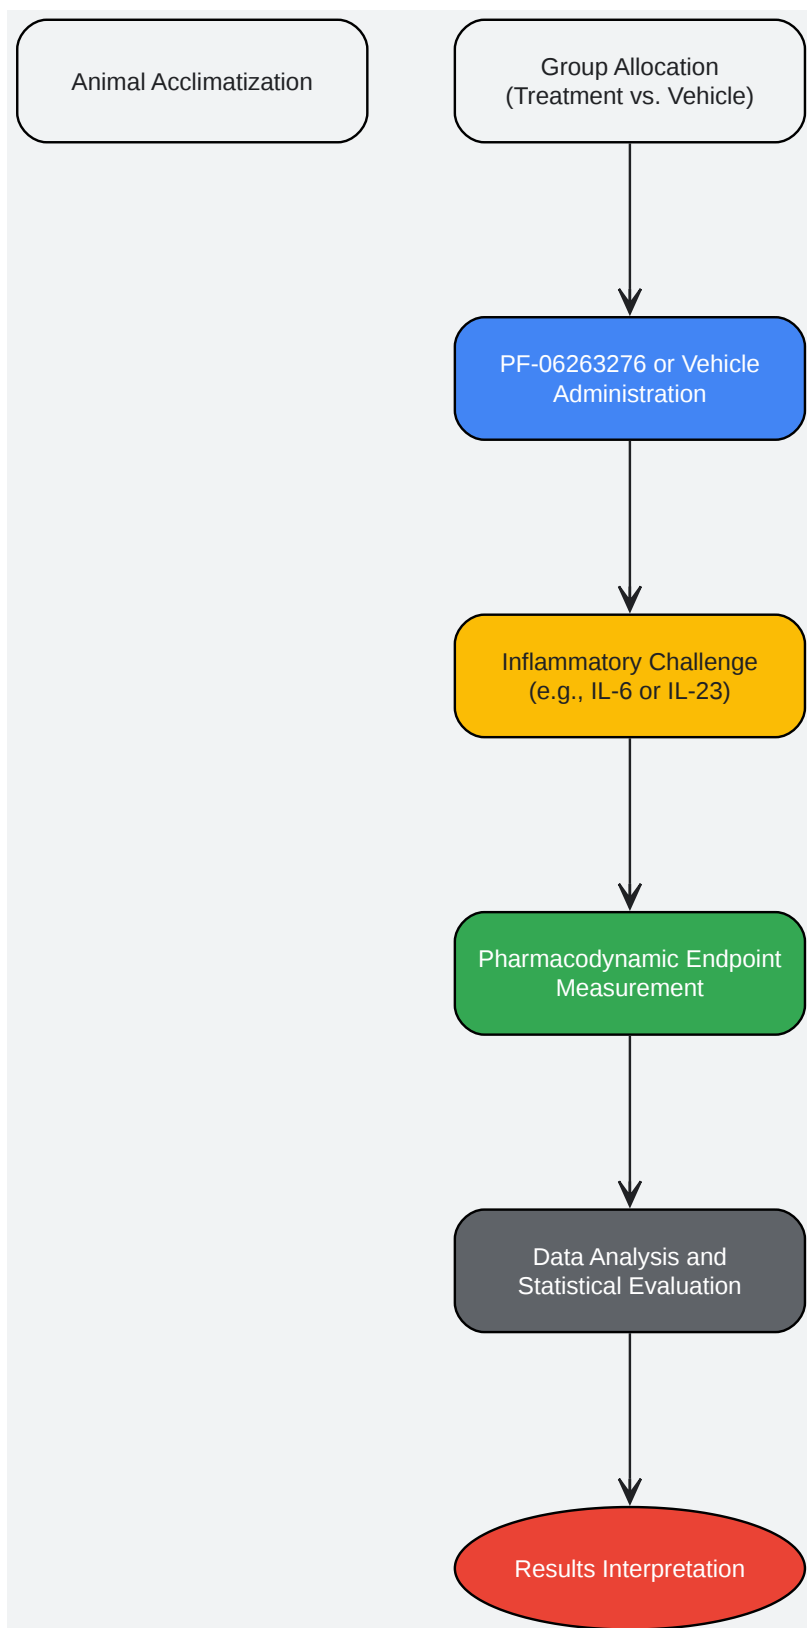 Animal Acclimatization
Group Allocation
(Treatment vs. Vehicle)
PF-06263276 or Vehicle
Administration
Inflammatory Challenge
(e.g., IL-6 or IL-23)
Pharmacodynamic Endpoint
Measurement
Data Analysis and
Statistical Evaluation
Results Interpretation